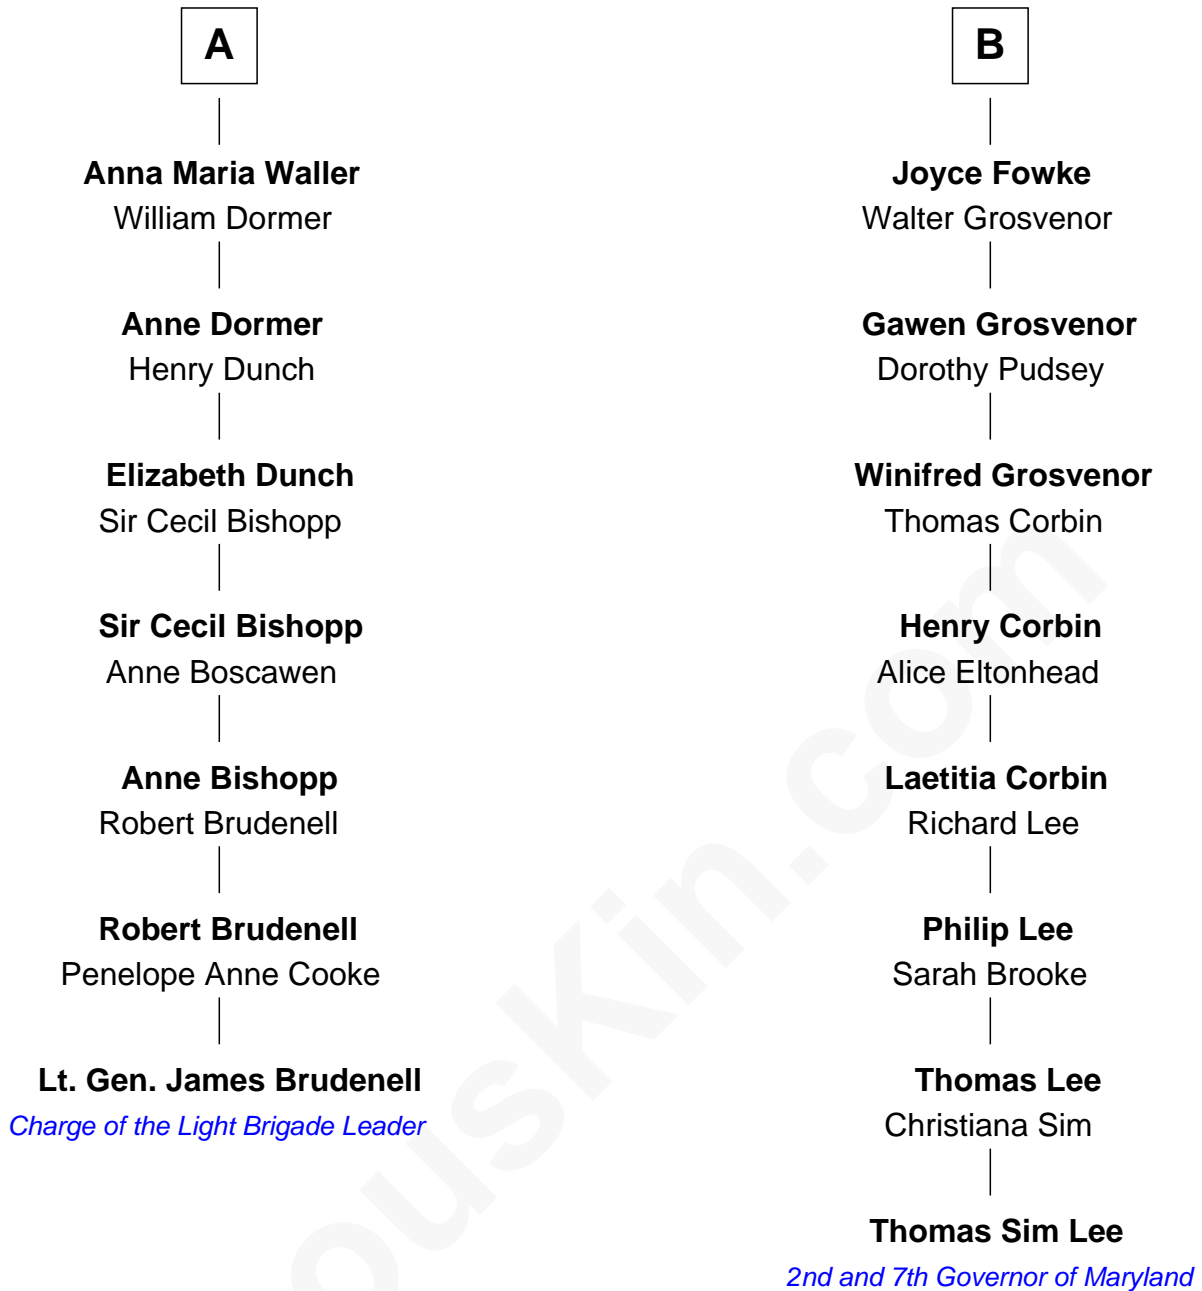 A
Anna Maria Waller
William Dormer
Anne Dormer
Henry Dunch
Elizabeth Dunch
Sir Cecil Bishopp
Sir Cecil Bishopp
Anne Boscawen
Anne Bishopp
Robert Brudenell
Robert Brudenell
Penelope Anne Cooke
Lt. Gen. James Brudenell
Charge of the Light Brigade Leader
B
Joyce Fowke
Walter Grosvenor
Gawen Grosvenor
Dorothy Pudsey
Winifred Grosvenor
Thomas Corbin
Henry Corbin
Alice Eltonhead
Laetitia Corbin
Richard Lee
Philip Lee
Sarah Brooke
Thomas Lee
Christiana Sim
Thomas Sim Lee
2nd and 7th Governor of Maryland
ousKin.com